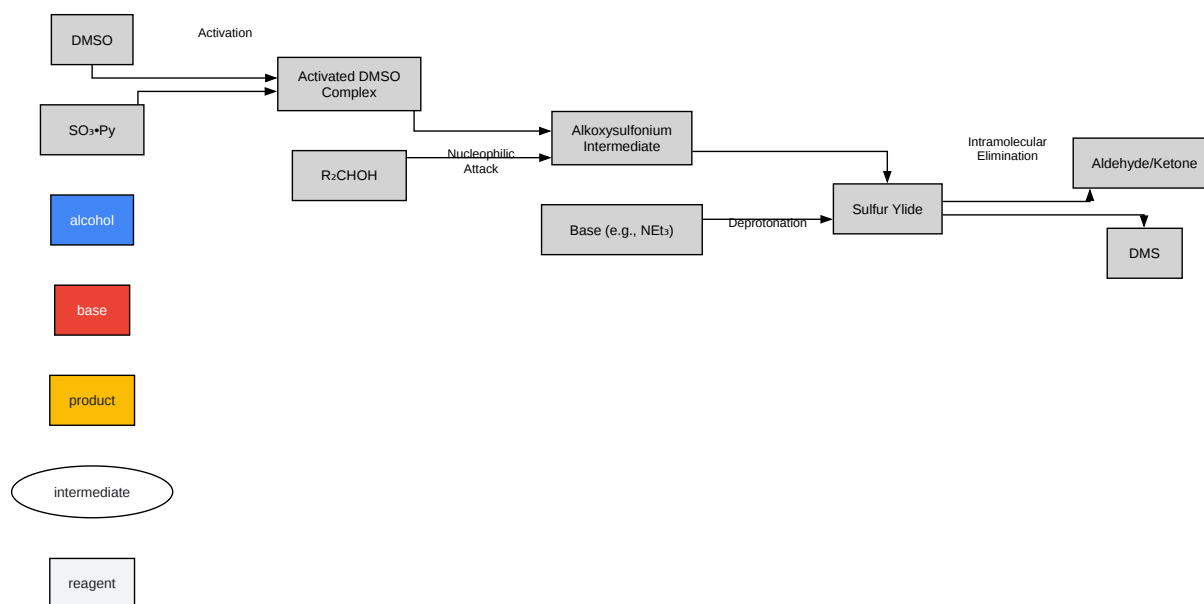 DMSO
Activation
SO₃•Py
Activated DMSO
Complex
R₂CHOH
Nucleophilic
Attack
Alkoxysulfonium
Intermediate
Base (e.g., NEt₃)
Deprotonation
Sulfur Ylide
Intramolecular
Elimination
Aldehyde/Ketone
DMS
alcohol
base
product
intermediate
reagent